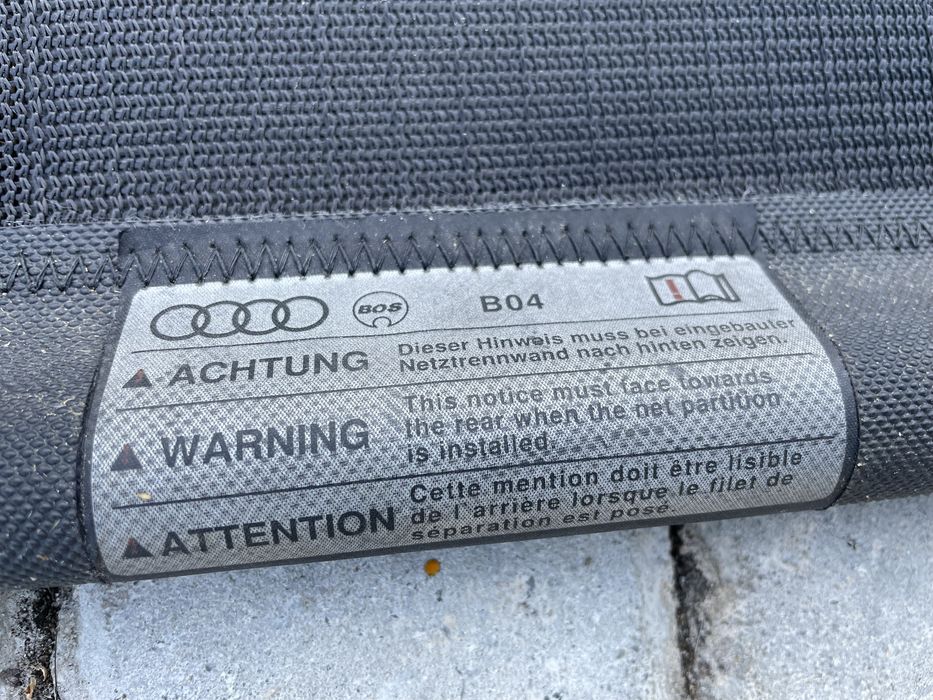 BOS B04
ACHTUNG
Dieser Hinweis muss bei eingebauter
Netztrennwand nach hinten zeigen.
WARNING
This notice must face towards
the rear when the net partition
is installed.
ATTENTION
Cette mention doit être lisible
de l'arrière lorsque le filet de
séparation est posé.